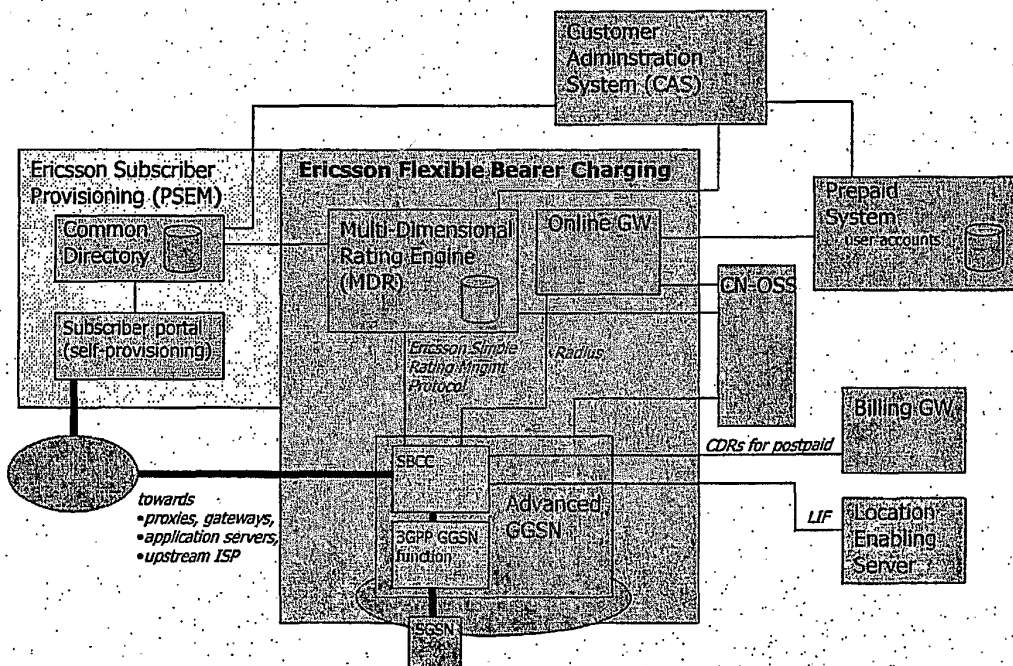 Customer
Adminstration
System (CAS)
Ericsson Subscriber
Provisioning (PSEM)
Ericsson Flexible Bearer Charging
Common
Directory
Multi-Dimensional
Rating Engine
(MDR)
Online GW
Prepaid
System
user accounts
CN-OSS
Subscriber portal
(self-provisioning)
Ericsson Simple
Rating Mngmt
Protocol
Radius
Billing GW
CDRs for postpaid
SBCC
towards
•proxies, gateways,
•application servers,
•upstream ISP
Advanced
GGSN
3GPP GGSN
function
LIF
Location
Enabling
Server
SGSN